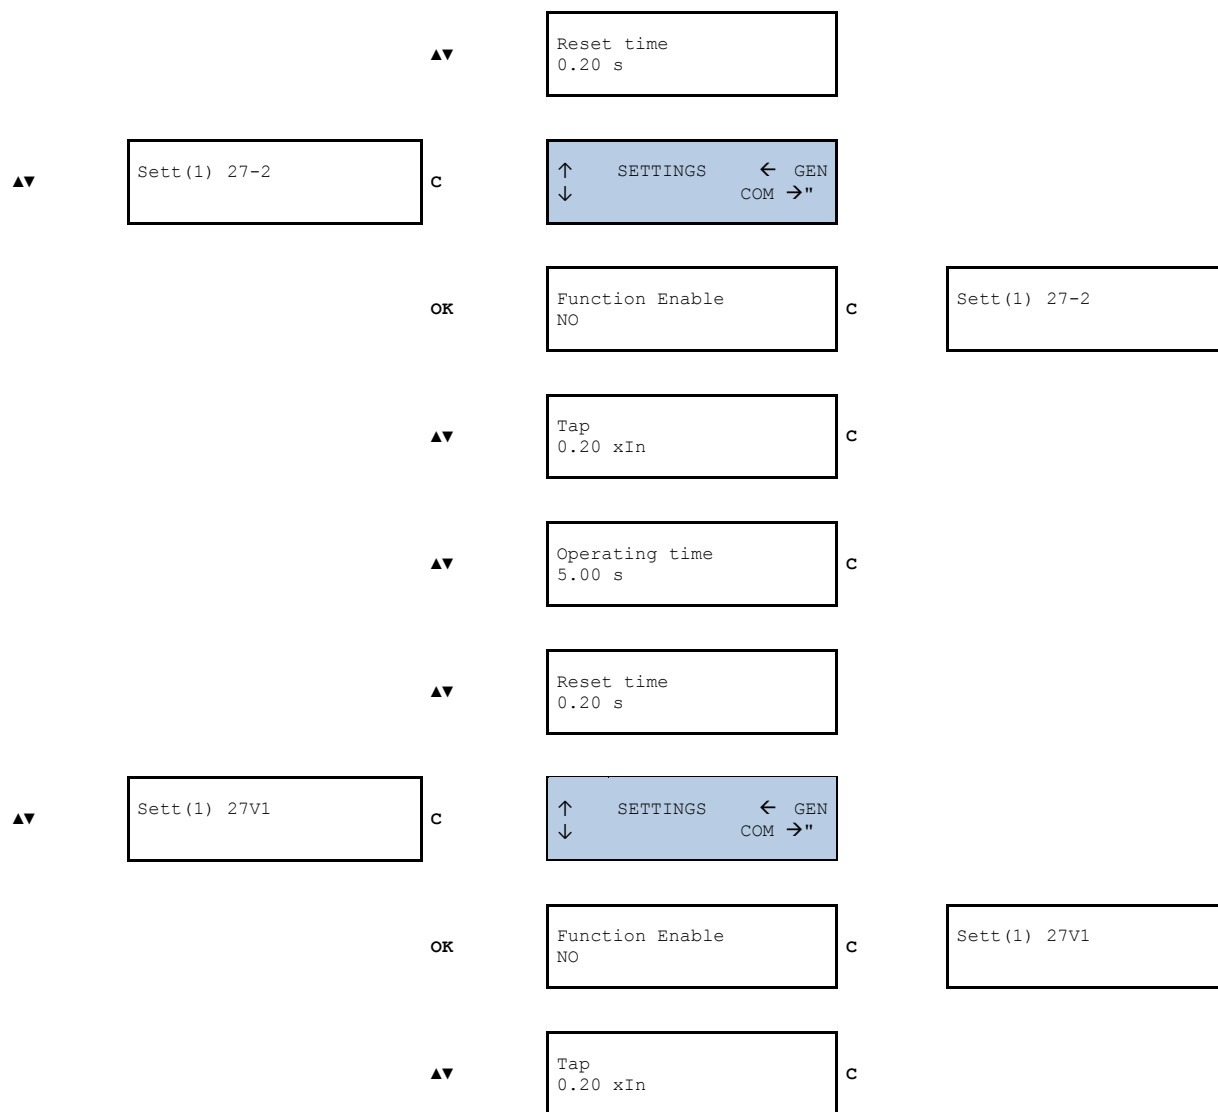 ▲▼
Reset time
0.20 s
▲▼
Sett(1) 27-2
C
↑ SETTINGS ← GEN
↓ COM →"
OK
Function Enable
NO
C
Sett(1) 27-2
▲▼
Tap
0.20 xIn
C
▲▼
Operating time
5.00 s
C
▲▼
Reset time
0.20 s
▲▼
Sett(1) 27V1
C
↑ SETTINGS ← GEN
↓ COM →"
OK
Function Enable
NO
C
Sett(1) 27V1
▲▼
Tap
0.20 xIn
C